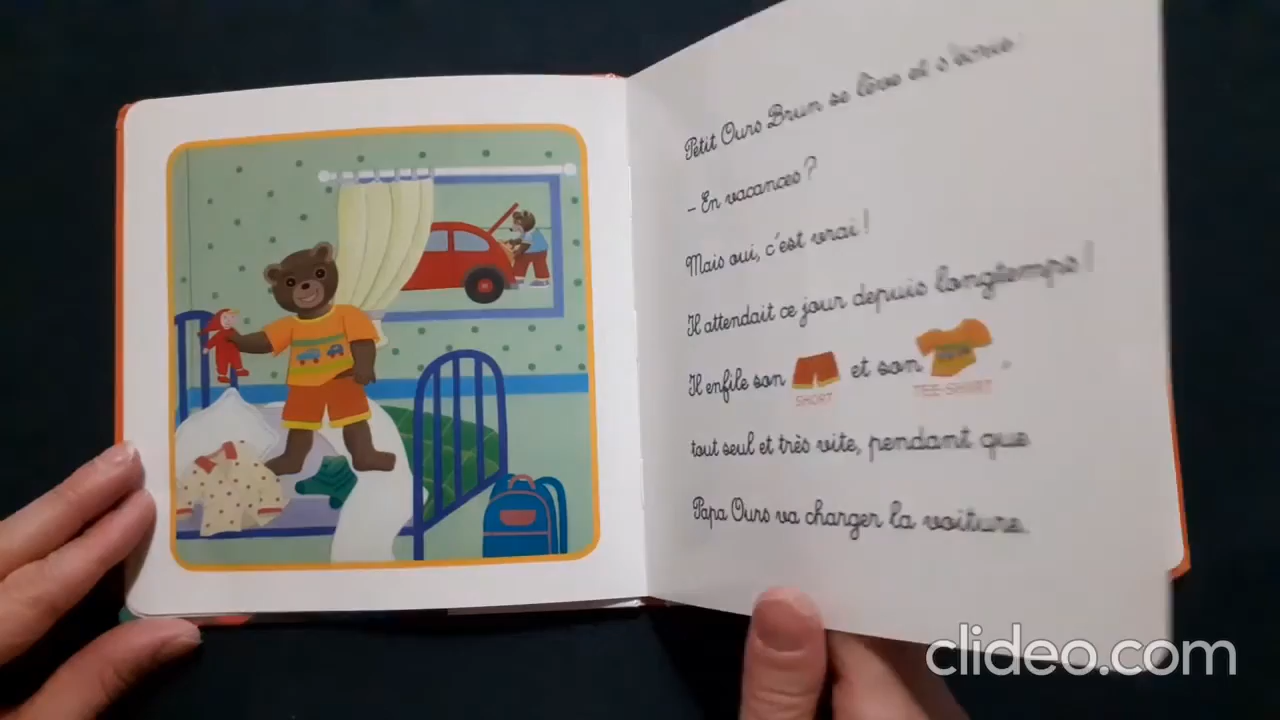 Petit Ours Brun se lève et s'écrie :
– En vacances ?
Mais oui, c'est vrai !
Il attendait ce jour depuis longtemps !
Il enfile son et son .
SHORT TEE-SHIRT
tout seul et très vite, pendant que
Papa Ours va changer la voiture.
clideo.com